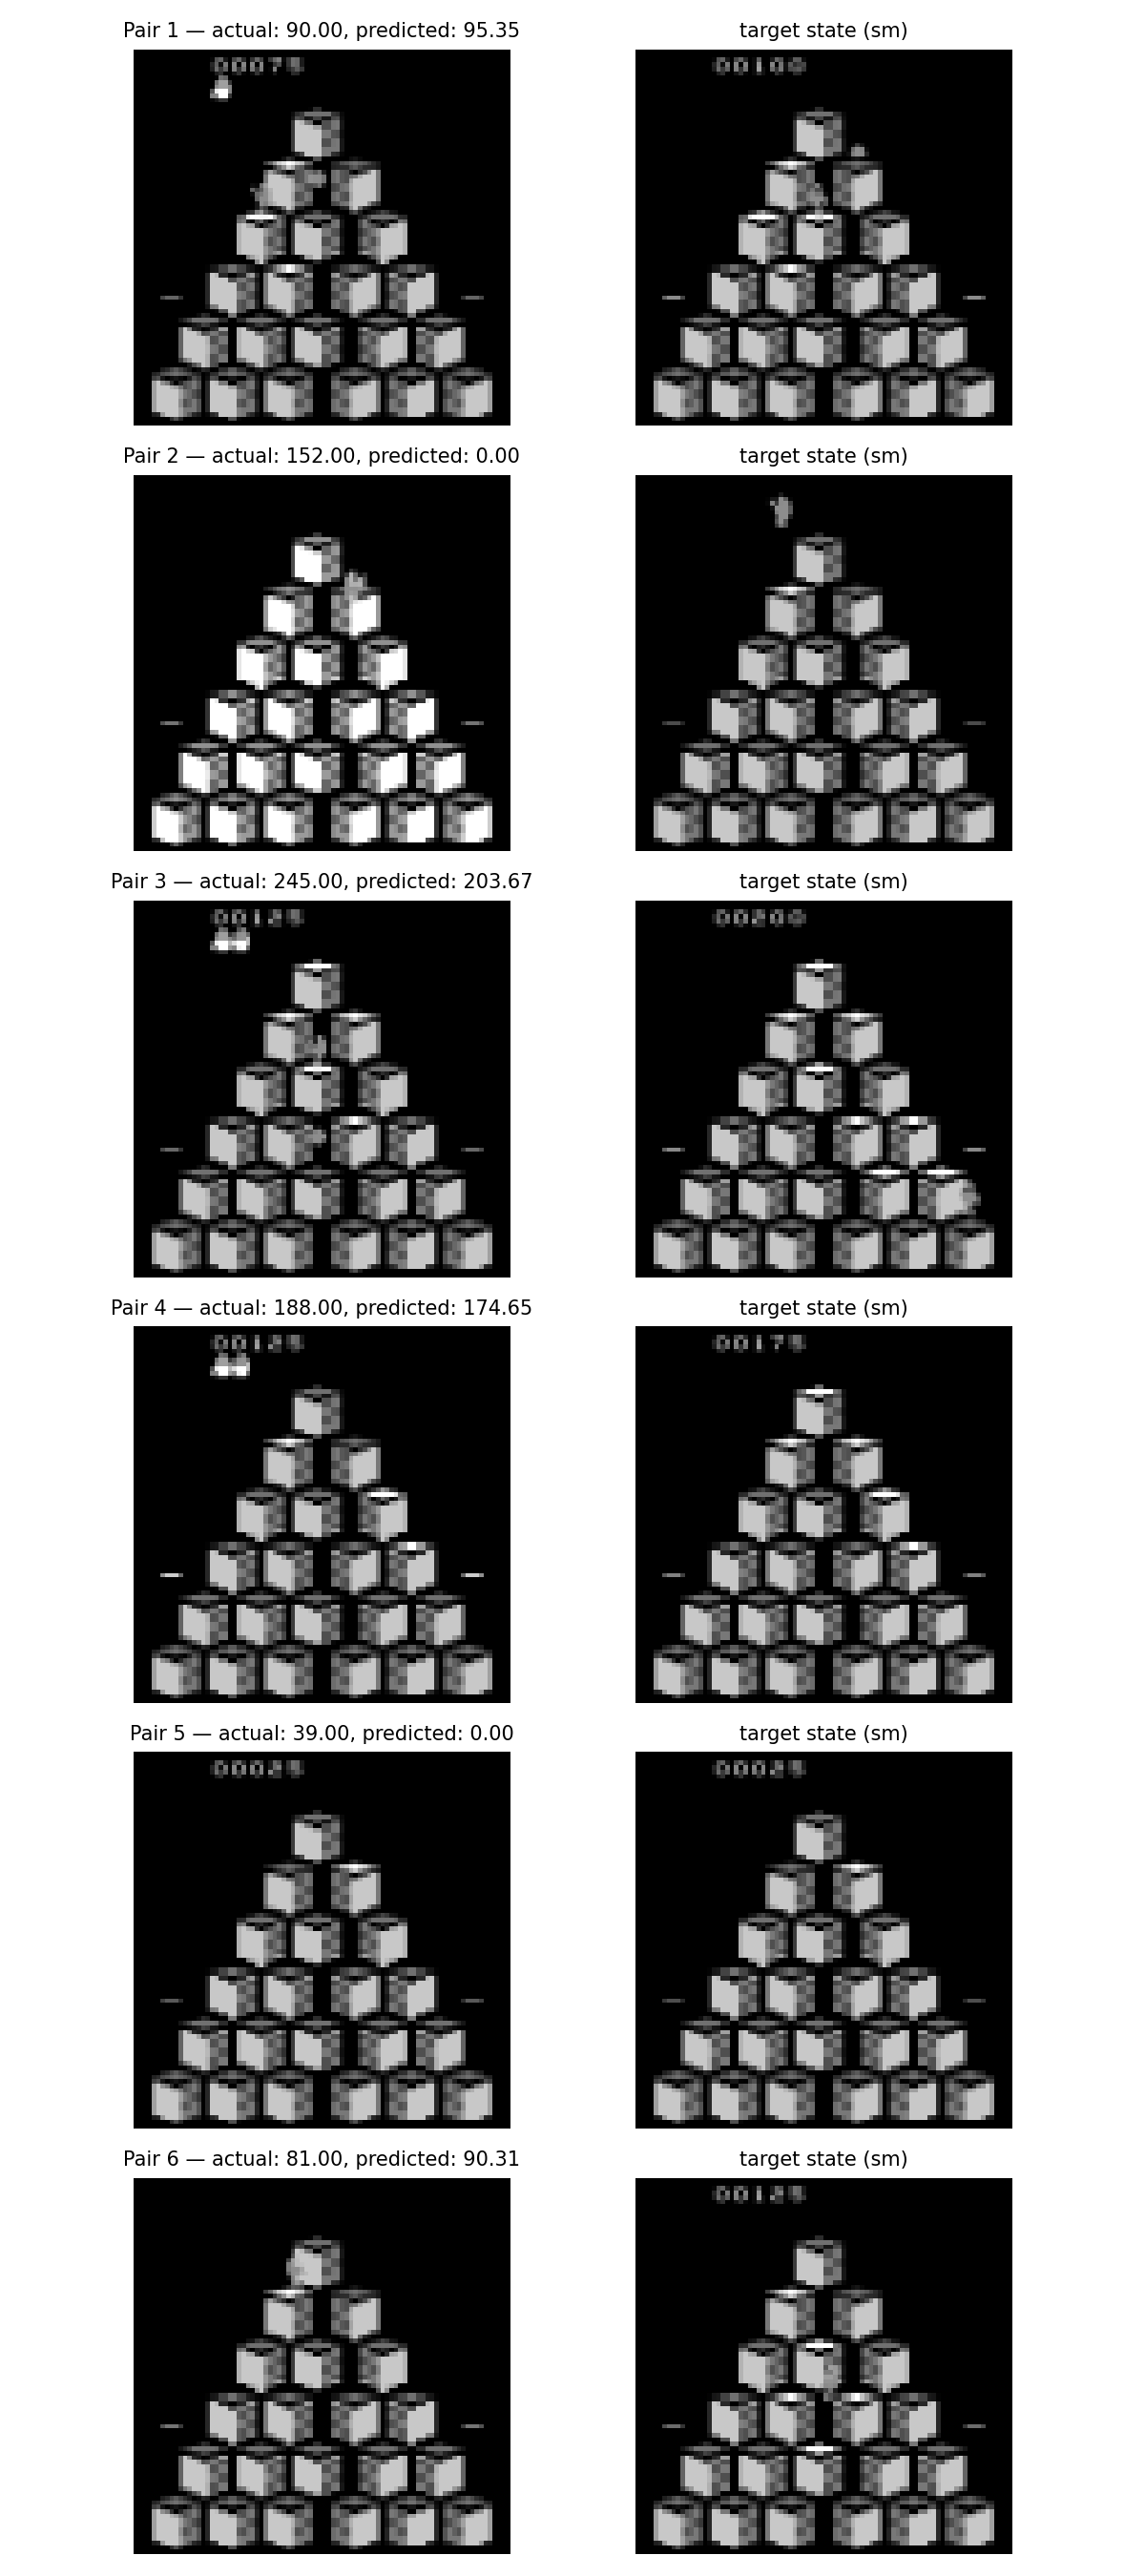 Pair 1 — actual: 90.00, predicted: 95.35
target state (sm)
00075
00100
Pair 2 — actual: 152.00, predicted: 0.00
target state (sm)
Pair 3 — actual: 245.00, predicted: 203.67
target state (sm)
00125
00200
Pair 4 — actual: 188.00, predicted: 174.65
target state (sm)
00125
00175
Pair 5 — actual: 39.00, predicted: 0.00
target state (sm)
00025
00025
Pair 6 — actual: 81.00, predicted: 90.31
target state (sm)
00125